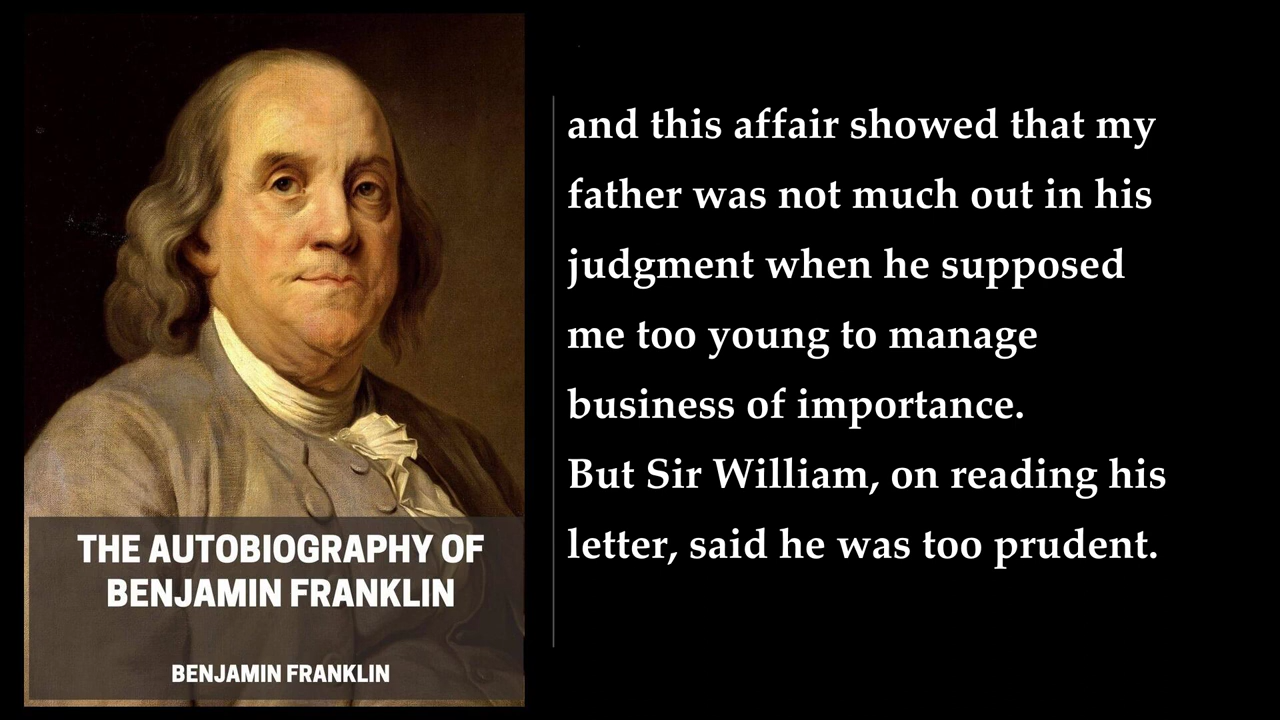 THE AUTOBIOGRAPHY OF
BENJAMIN FRANKLIN
BENJAMIN FRANKLIN
and this affair showed that my
father was not much out in his
judgment when he supposed
me too young to manage
business of importance.
But Sir William, on reading his
letter, said he was too prudent.